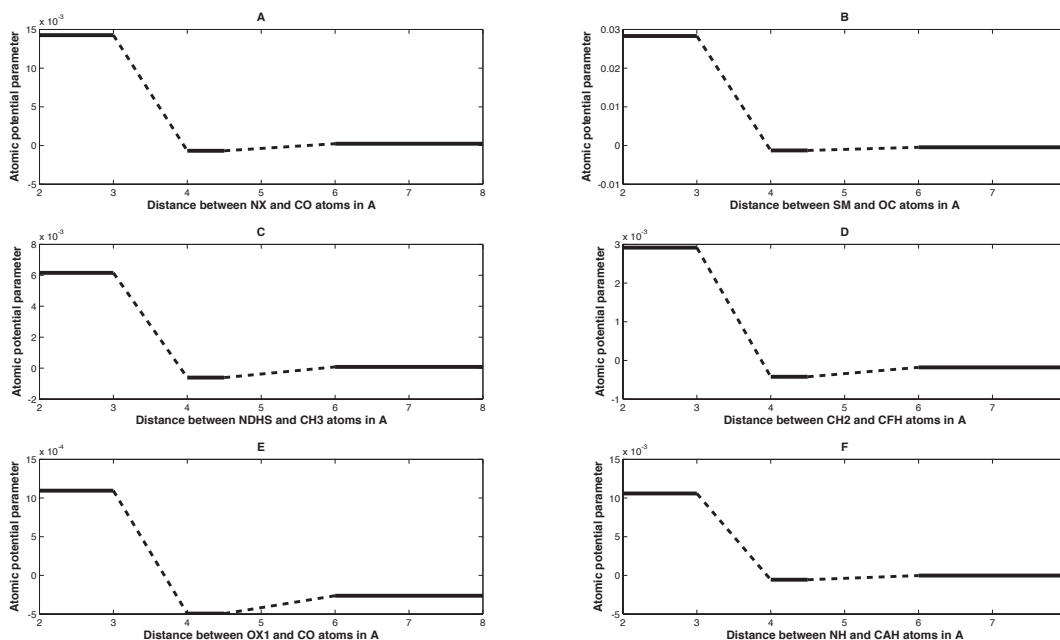 A
x 10-3
15
10
5
0
-5
2 3 4 5 6 7 8
Atomic potential parameter
Distance between NX and CO atoms in A
B
0.03
0.02
0.01
0
-0.01
2 3 4 5 6 7
Atomic potential parameter
Distance between SM and OC atoms in A
C
x 10-3
8
6
4
2
0
-2
2 3 4 5 6 7 8
Atomic potential parameter
Distance between NDHS and CH3 atoms in A
D
x 10-3
3
2
1
0
-1
2 3 4 5 6 7
Atomic potential parameter
Distance between CH2 and CFH atoms in A
E
x 10-4
15
10
5
0
-5
2 3 4 5 6 7 8
Atomic potential parameter
Distance between OX1 and CO atoms in A
F
x 10-3
15
10
5
0
-5
2 3 4 5 6 7
Atomic potential parameter
Distance between NH and CAH atoms in A